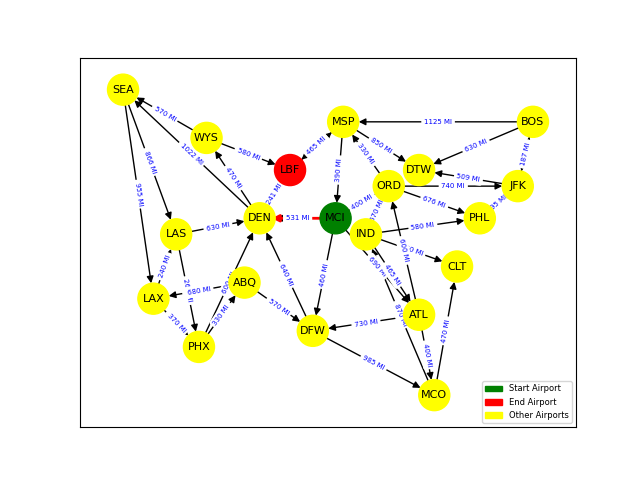 SEA
570 MI
WYS
866 MI
1022 MI
580 MI
LBF
465 MI
MSP
1125 MI
BOS
850 MI
630 MI
187 MI
330 MI
390 MI
DTW
509 MI
JFK
ORD
740 MI
676 MI
PHL
955 MI
470 MI
241 MI
400 MI
DEN
531 MI
MCI
LAS
630 MI
IND
580 MI
CLT
240 MI
640 MI
460 MI
690 MI
465 MI
600 MI
LAX
680 MI
ABQ
370 MI
330 MI
570 MI
DFW
730 MI
ATL
PHX
470 MI
400 MI
985 MI
MCO
Start Airport
End Airport
Other Airports